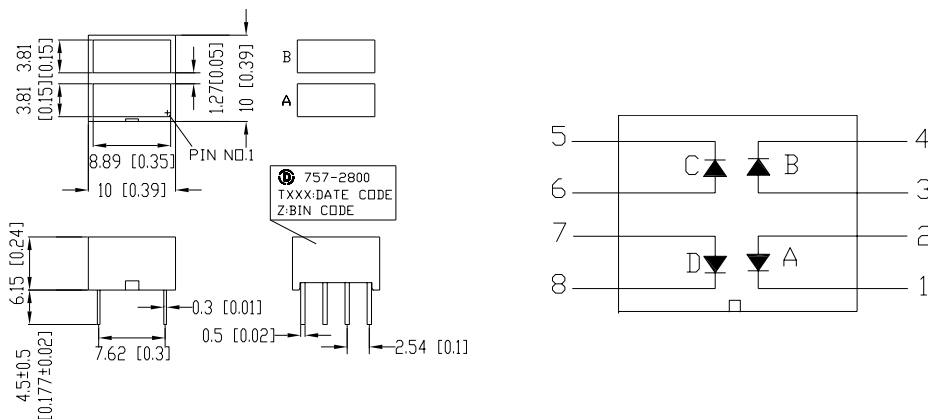 3.81
[0.15]
3.81
[0.15]
1.27[0.05]
10 [0.39]
8.89 [0.35]
10 [0.39]
PIN NO.1
B
A
757-2800
TXXX:DATE CODE
Z:BIN CODE
6.15 [0.24]
4.5±0.5
[0.177±0.02]
0.3 [0.01]
7.62 [0.3]
0.5 [0.02]
2.54 [0.1]
5
4
C
B
6
3
7
2
D
A
8
1